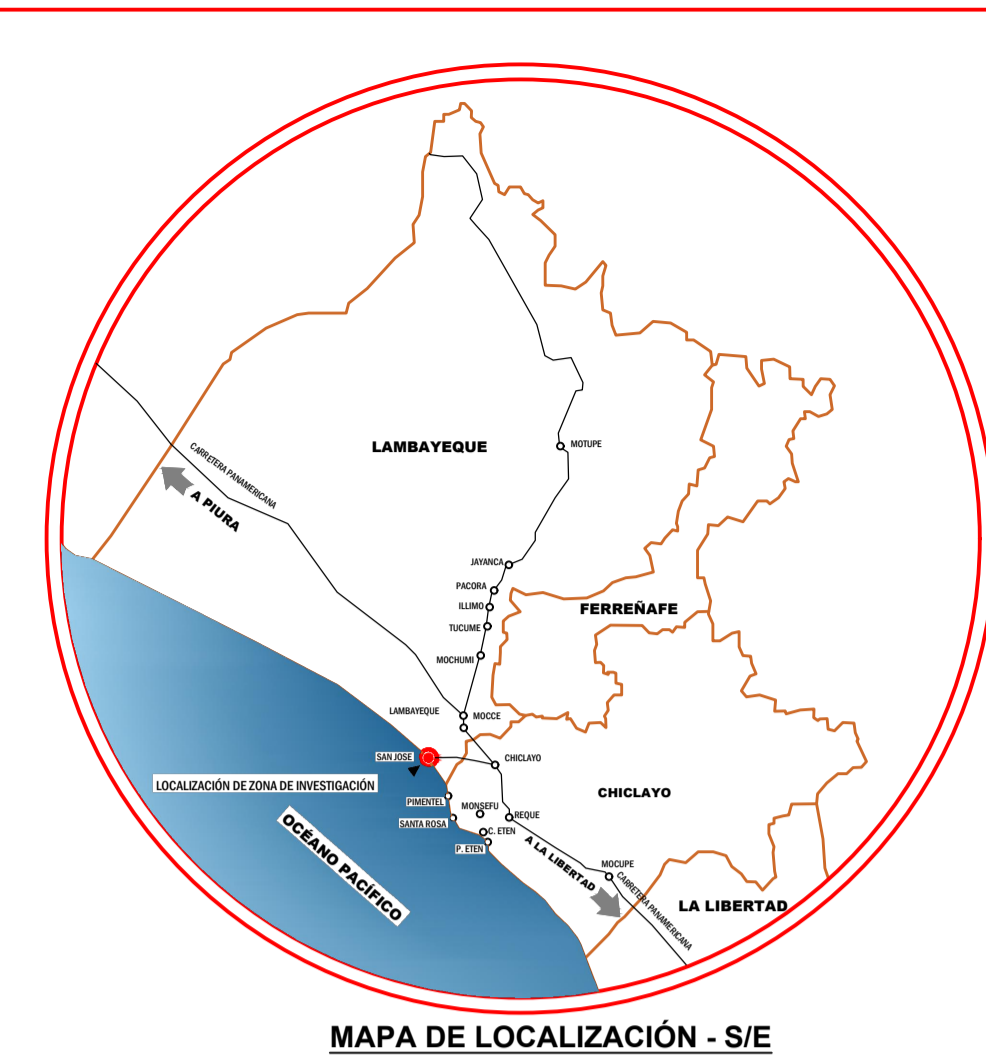 LAMBAYEQUE
MOTUPE
CARRETERA PANAMERICANA
A PIURA
JAYANCA
PACORA
ILLIMO
FERREÑAFE
TUCUME
MOCHUMI
LAMBAYEQUE
MOCCE
SAN JOSE
CHICLAYO
LOCALIZACIÓN DE ZONA DE INVESTIGACIÓN
CHICLAYO
PIMENTEL
MONSEFU
SANTA ROSA
REQUE
C. ETEN
P. ETEN
OCÉANO PACÍFICO
A LA LIBERTAD
MOCUPE
CARRETERA PANAMERICANA
LA LIBERTAD
MAPA DE LOCALIZACIÓN - S/E